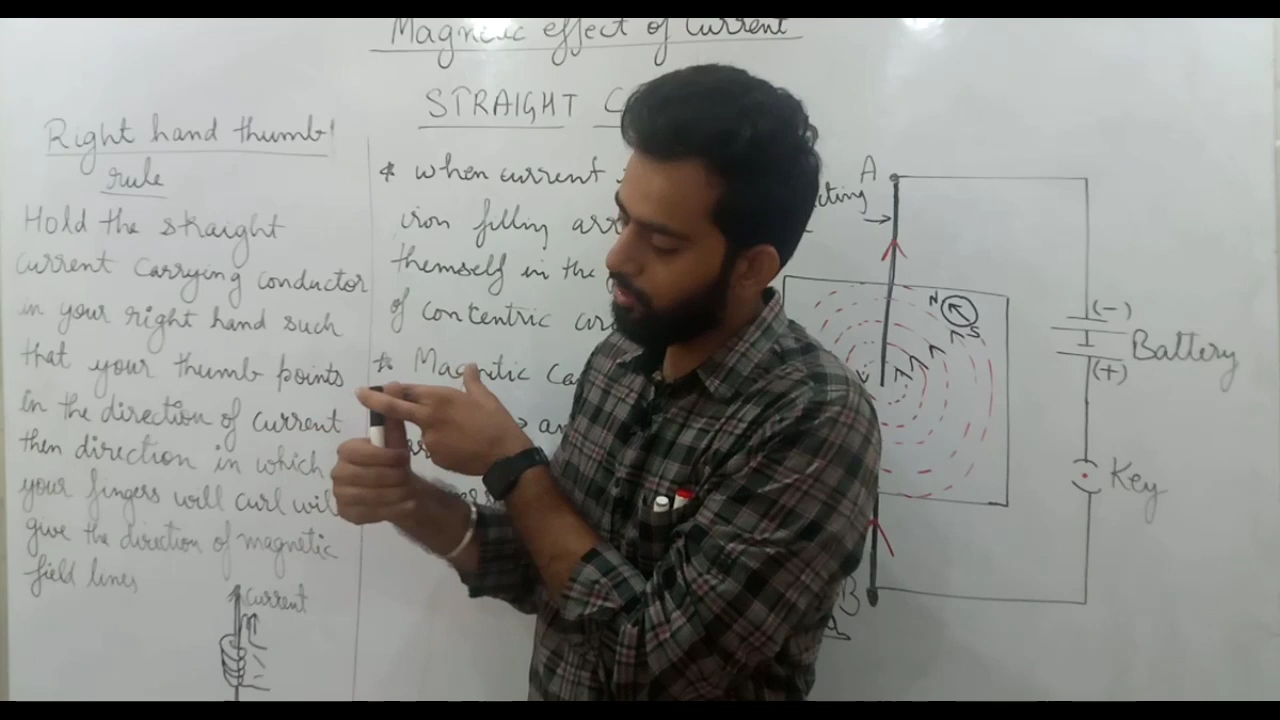 Magnetic effect of Current
STRAIGHT
Right hand thumb
rule
Hold the straight
current carrying conductor
in your right hand such
that your thumb points
in the direction of current
then direction in which
your fingers will curl will
give the direction of magnetic
field lines
current
* when current
iron filling
themself in the
of concentric
* Magnitic
A
N
S
(-)
Battery
(+)
Key
B